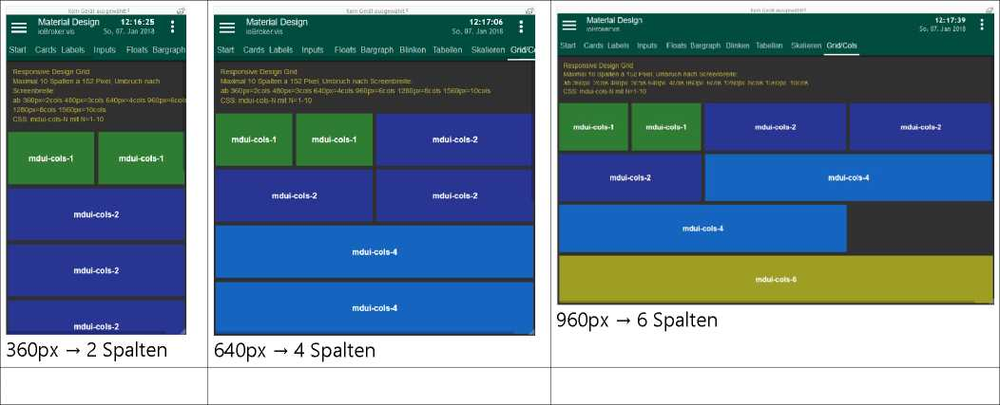 Kein Gerät ausgewählt
Material Design 12:16:25
ioBroker.vis So, 07. Jan 2018
Start Cards Labels Inputs Floats Bargraph
Responsive Design Grid
Maximal 10 Spalten a 152 Pixel, Umbruch nach
Screenbreite:
ab 360px=2cols 480px=3cols 640px=4cols 960px=6cols
1280px=8cols 1560px=10cols
CSS: mdui-cols-N mit N=1-10
mdui-cols-1 mdui-cols-1
mdui-cols-2
mdui-cols-2
mdui-cols-2
360px → 2 Spalten
Kein Gerät ausgewählt
Material Design 12:17:06
ioBroker.vis So, 07. Jan 2018
Start Cards Labels Inputs Floats Bargraph Blinken Tabellen Skalieren Grid/Co
Responsive Design Grid
Maximal 10 Spalten a 152 Pixel, Umbruch nach Screenbreite:
ab 360px=2cols 480px=3cols 640px=4cols 960px=6cols 1280px=8cols 1560px=10cols
CSS: mdui-cols-N mit N=1-10
mdui-cols-1 mdui-cols-1 mdui-cols-2
mdui-cols-2 mdui-cols-2
mdui-cols-4
mdui-cols-4
640px → 4 Spalten
Kein Gerät ausgewählt
Material Design 12:17:39
ioBroker.vis So, 07. Jan 2018
Start Cards Labels Inputs Floats Bargraph Blinken Tabellen Skalieren Grid/Cols
Responsive Design Grid
Maximal 10 Spalten a 152 Pixel, Umbruch nach Screenbreite:
ab 360px=2cols 480px=3cols 640px=4cols 960px=6cols 1280px=8cols 1560px=10cols
CSS: mdui-cols-N mit N=1-10
mdui-cols-1 mdui-cols-1 mdui-cols-2 mdui-cols-2
mdui-cols-2 mdui-cols-4
mdui-cols-4
mdui-cols-6
960px → 6 Spalten